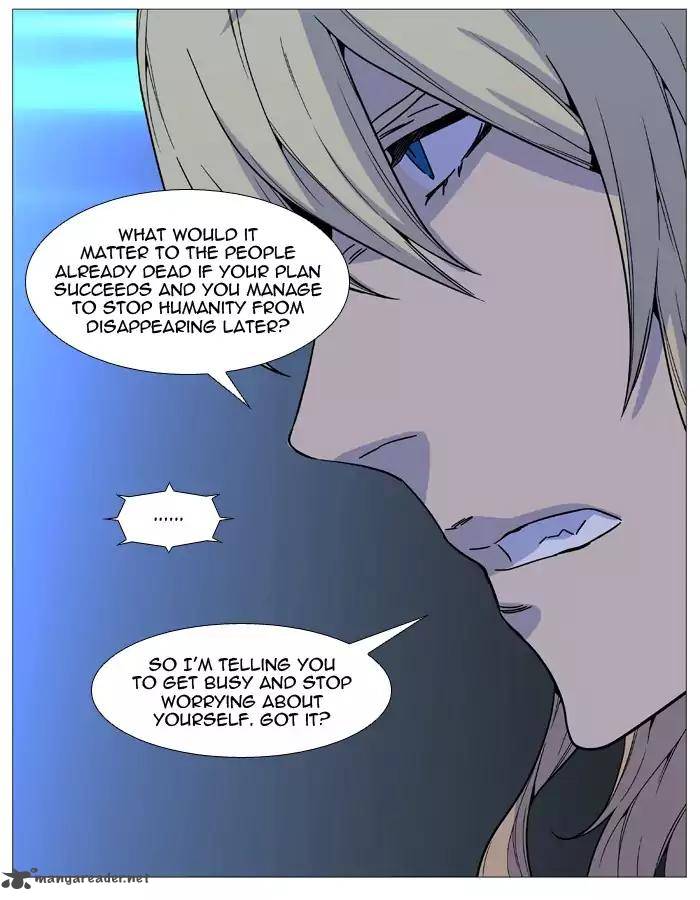 WHAT WOULD IT
MATTER TO THE PEOPLE
ALREADY DEAD IF YOUR PLAN
SUCCEEDS AND YOU MANAGE
TO STOP HUMANITY FROM
DISAPPEARING LATER?
......
SO I'M TELLING YOU
TO GET BUSY AND STOP
WORRYING ABOUT
YOURSELF. GOT IT?
mangareader.net